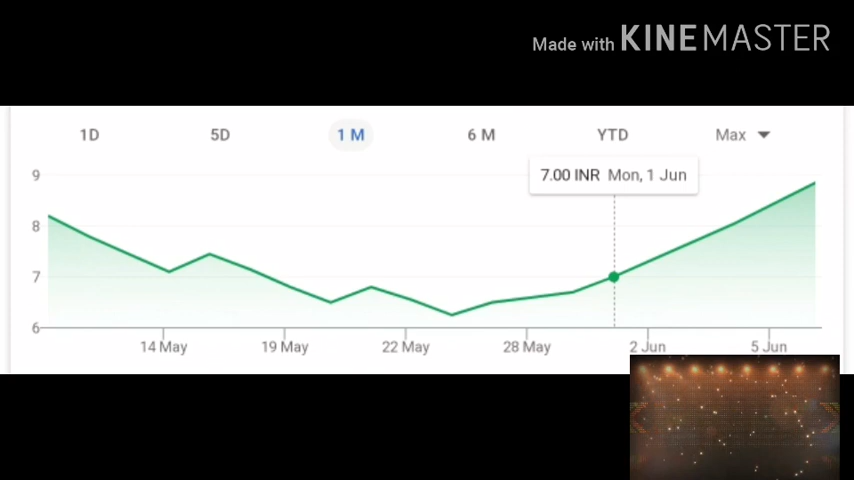 Made with KINEMASTER
1D 5D 1 M 6 M YTD Max
7.00 INR Mon, 1 Jun
9
8
7
6
14 May 19 May 22 May 28 May 2 Jun 5 Jun